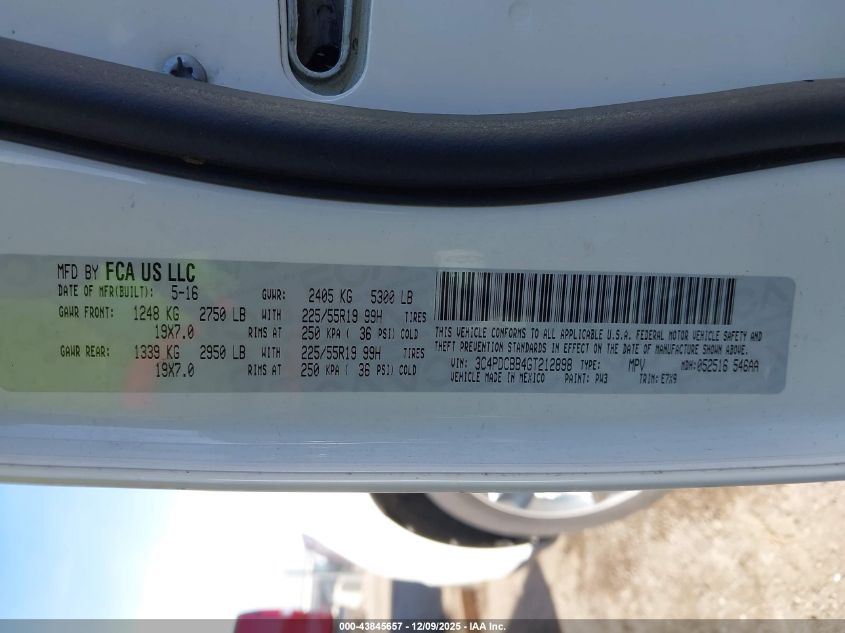 MFD BY FCA US LLC
DATE OF MFR(BUILT): 5-16 GVWR: 2405 KG 5300 LB
GAWR FRONT: 1248 KG 2750 LB WITH 225/55R19 99H TIRES
19X7.0 RIMS AT 250 KPA ( 36 PSI) COLD
GAWR REAR: 1339 KG 2950 LB WITH 225/55R19 99H TIRES
19X7.0 RIMS AT 250 KPA ( 36 PSI) COLD
THIS VEHICLE CONFORMS TO ALL APPLICABLE U.S.A. FEDERAL MOTOR VEHICLE SAFETY AND
THEFT PREVENTION STANDARDS IN EFFECT ON THE DATE OF MANUFACTURE SHOWN ABOVE.
VIN: 3C4PDCBB4GT212898 TYPE: MPV MDH: 052516 546AA
VEHICLE MADE IN MEXICO PAINT: PW3 TRIM: E7X9
000-43845657 - 12/09/2025 - IAA Inc.